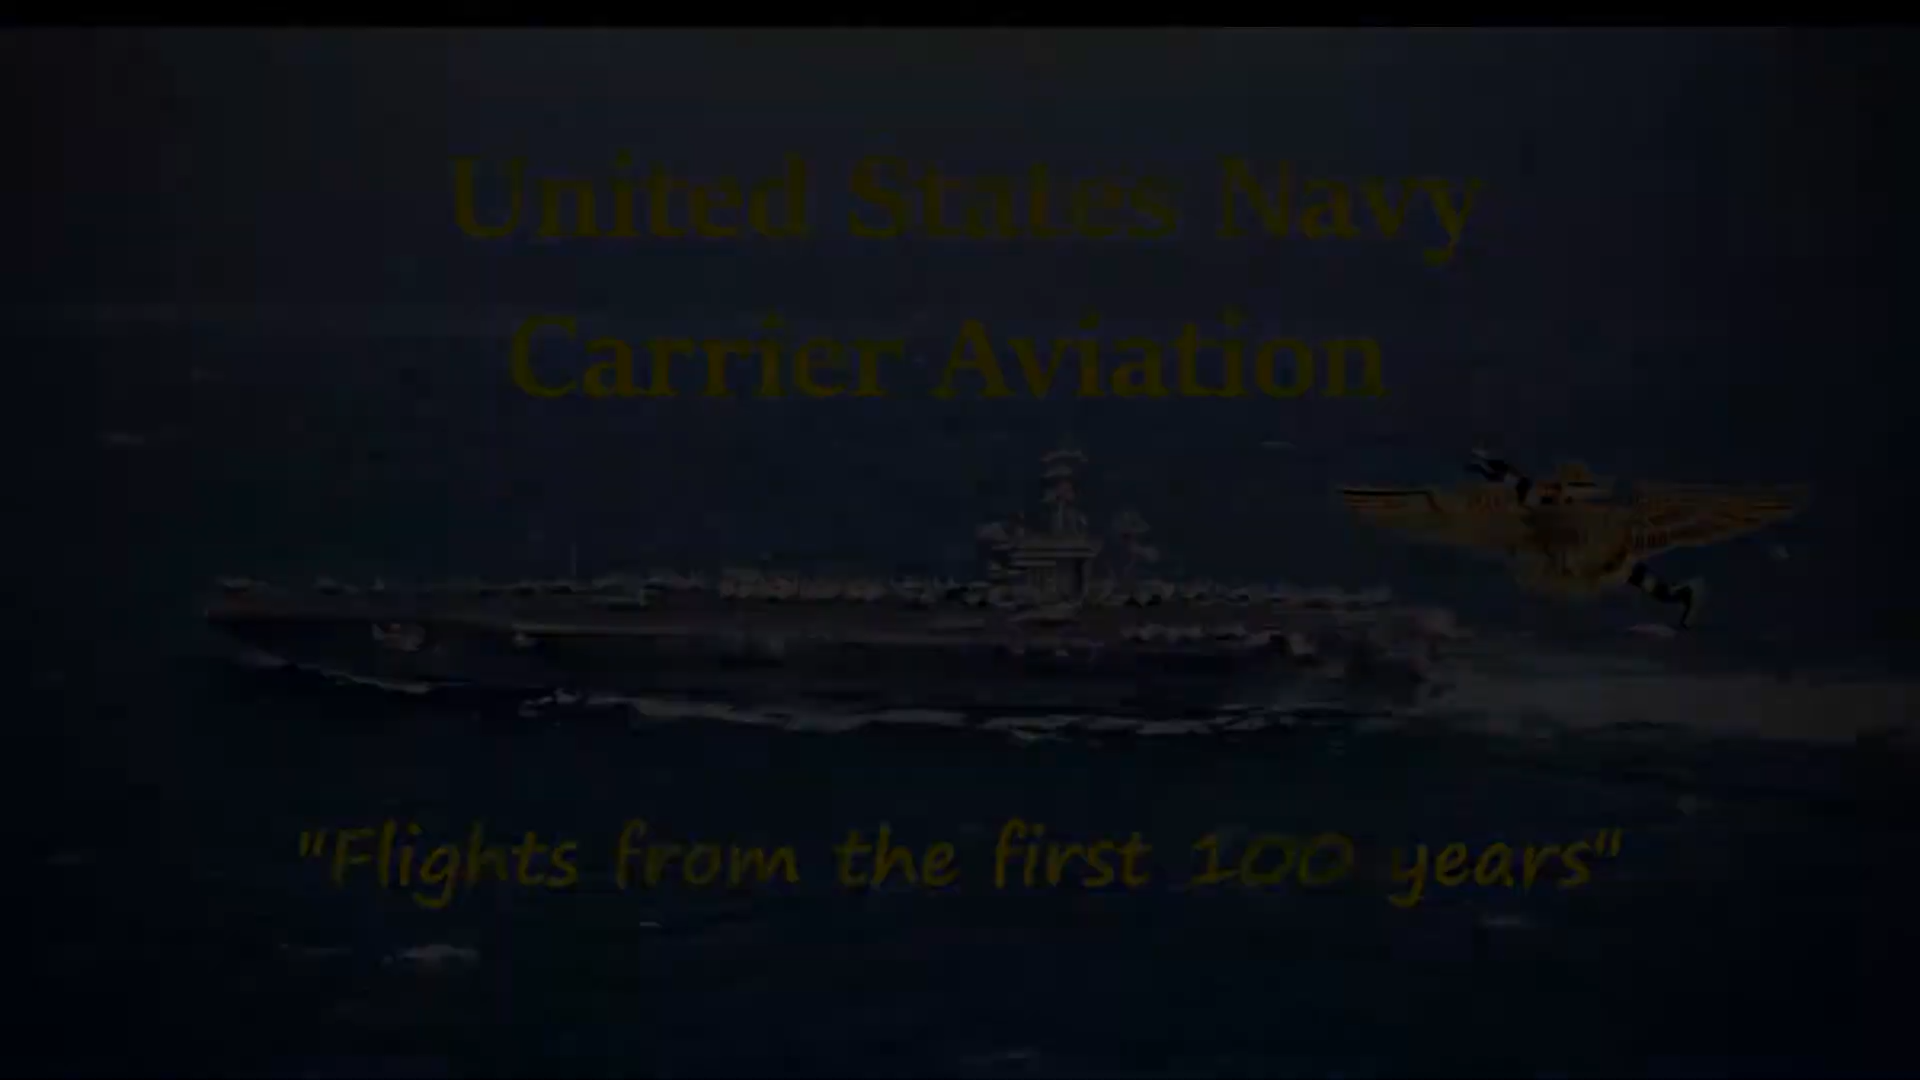 United States Navy
Carrier Aviation
"Flights from the first 100 years"